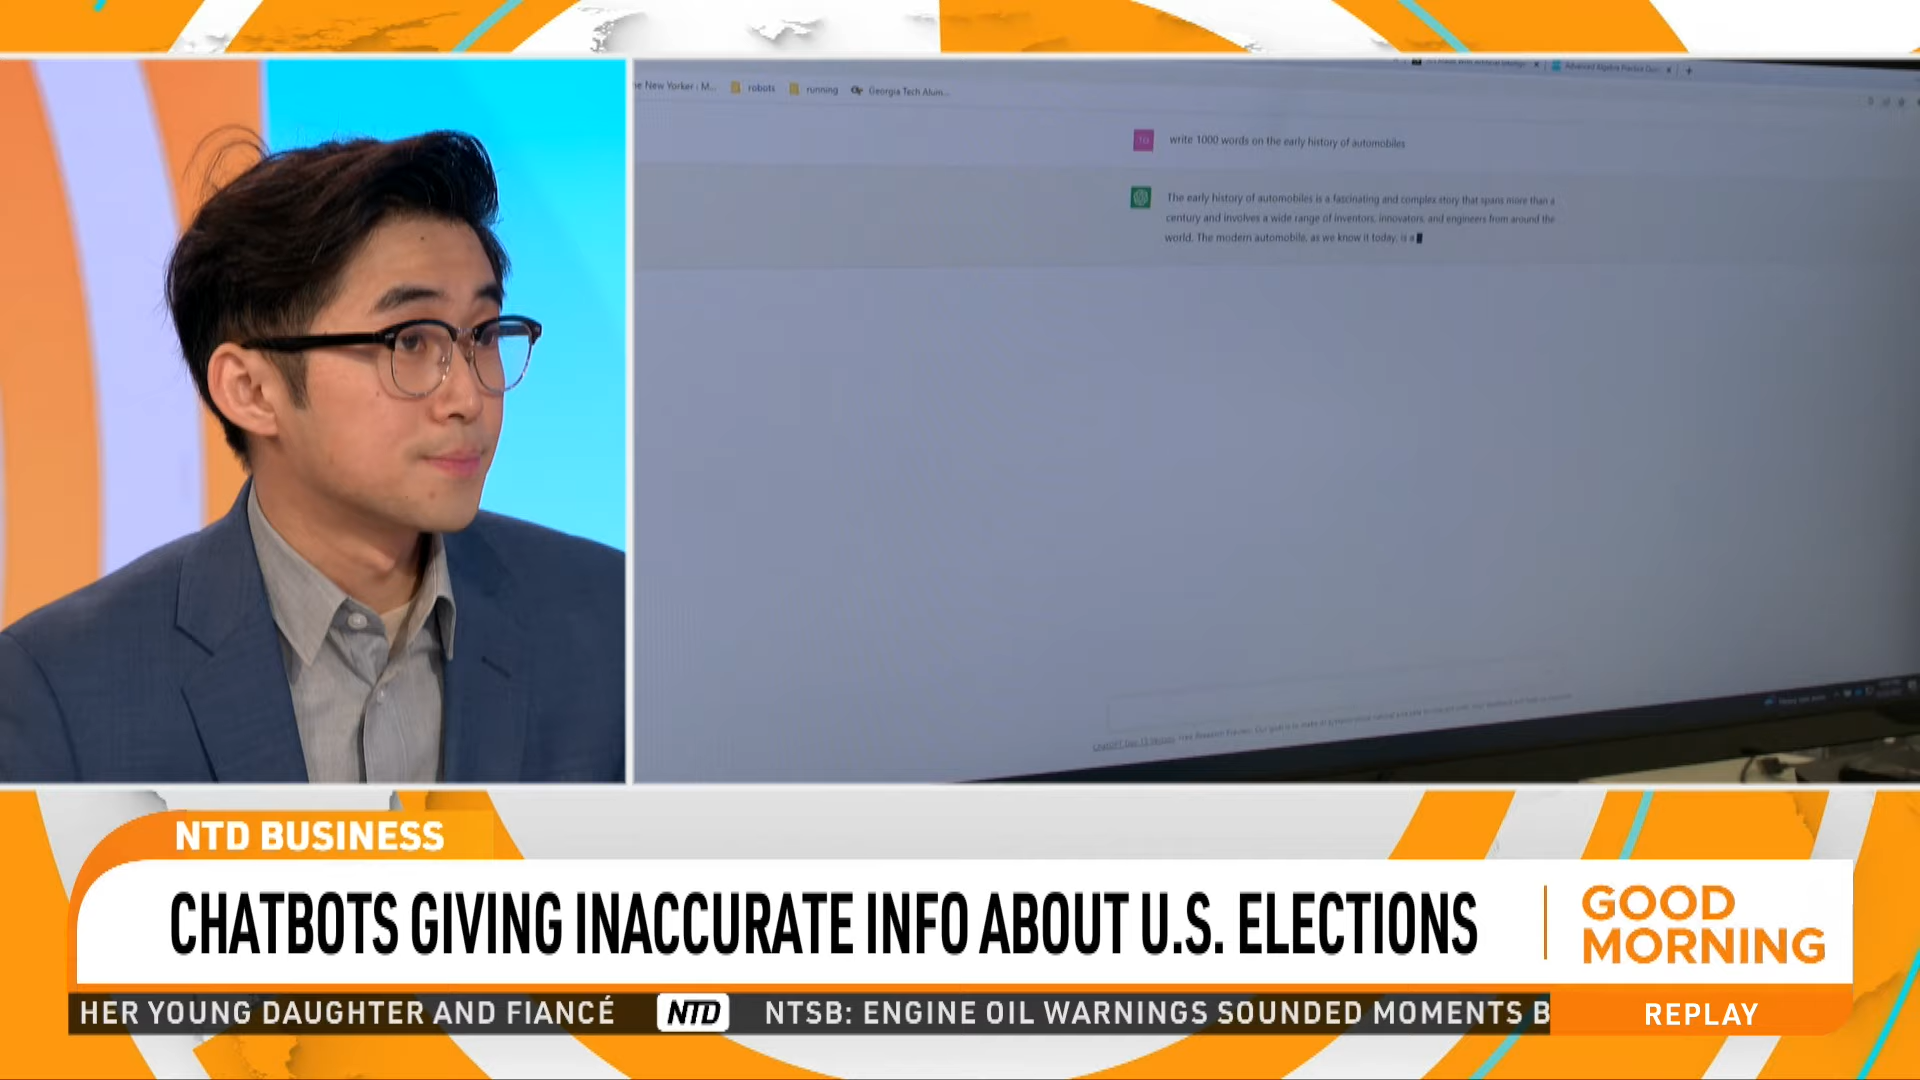 New Yorker : M...
robots
running
Georgia Tech Alum...
write 1000 words on the early history of automobiles
The early history of automobiles is a fascinating and complex story that spans more than a
century and involves a wide range of inventors, innovators, and engineers from around the
world. The modern automobile, as we know it today, is a
NTD BUSINESS
CHATBOTS GIVING INACCURATE INFO ABOUT U.S. ELECTIONS
GOOD
MORNING
HER YOUNG DAUGHTER AND FIANCÉ
NTD
NTSB: ENGINE OIL WARNINGS SOUNDED MOMENTS B
REPLAY